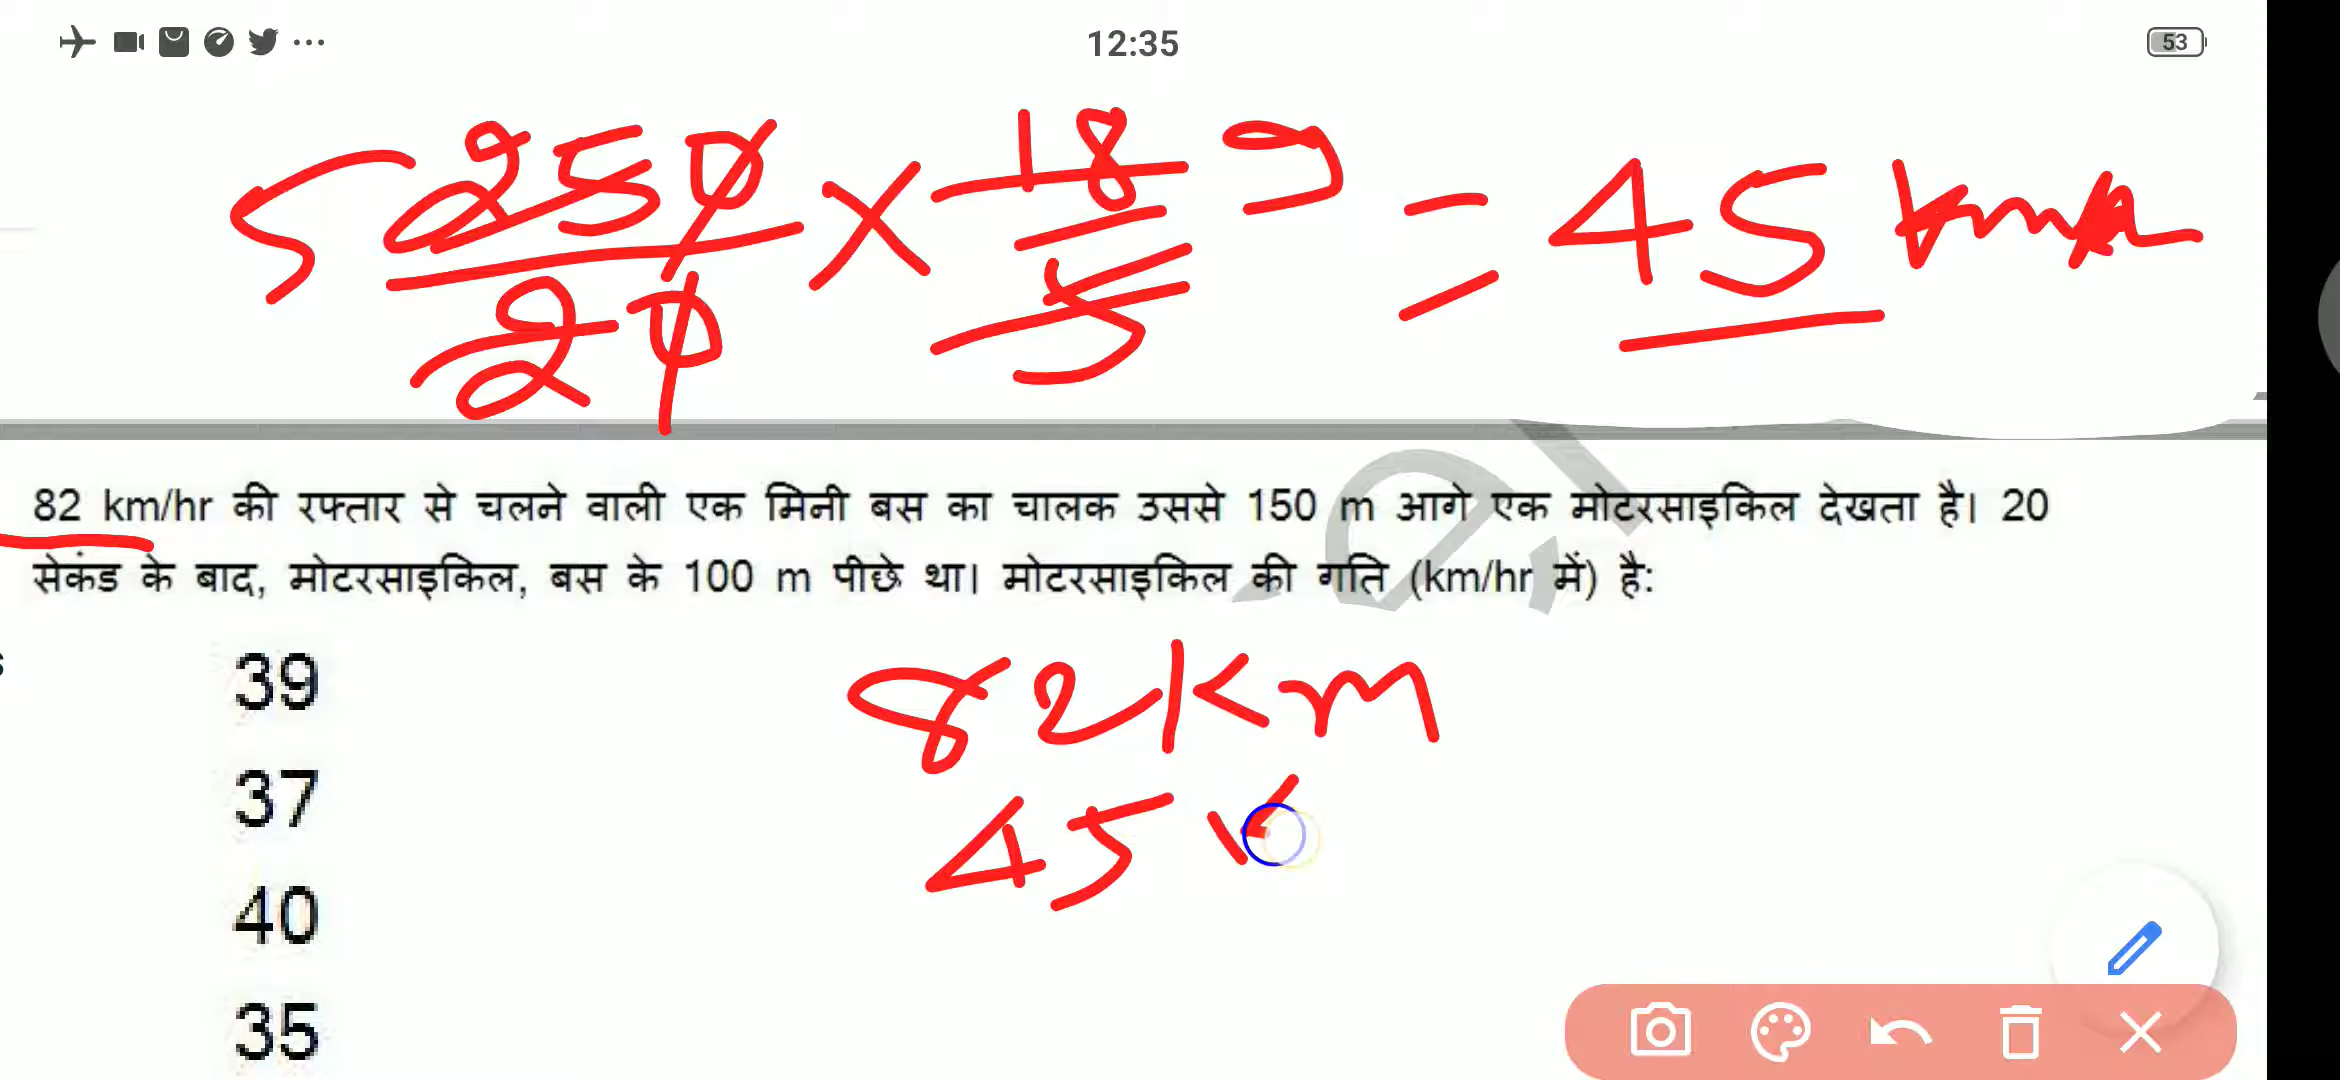 12:35
53
5 250/20 × 18/5 9 = 45 km
82 km/hr की रफ्तार से चलने वाली एक मिनी बस का चालक उससे 150 m आगे एक मोटरसाइकिल देखता है। 20
सेकंड के बाद, मोटरसाइकिल, बस के 100 m पीछे था। मोटरसाइकिल की गति (km/hr में) है:
39
82km
37
45 k
40
35